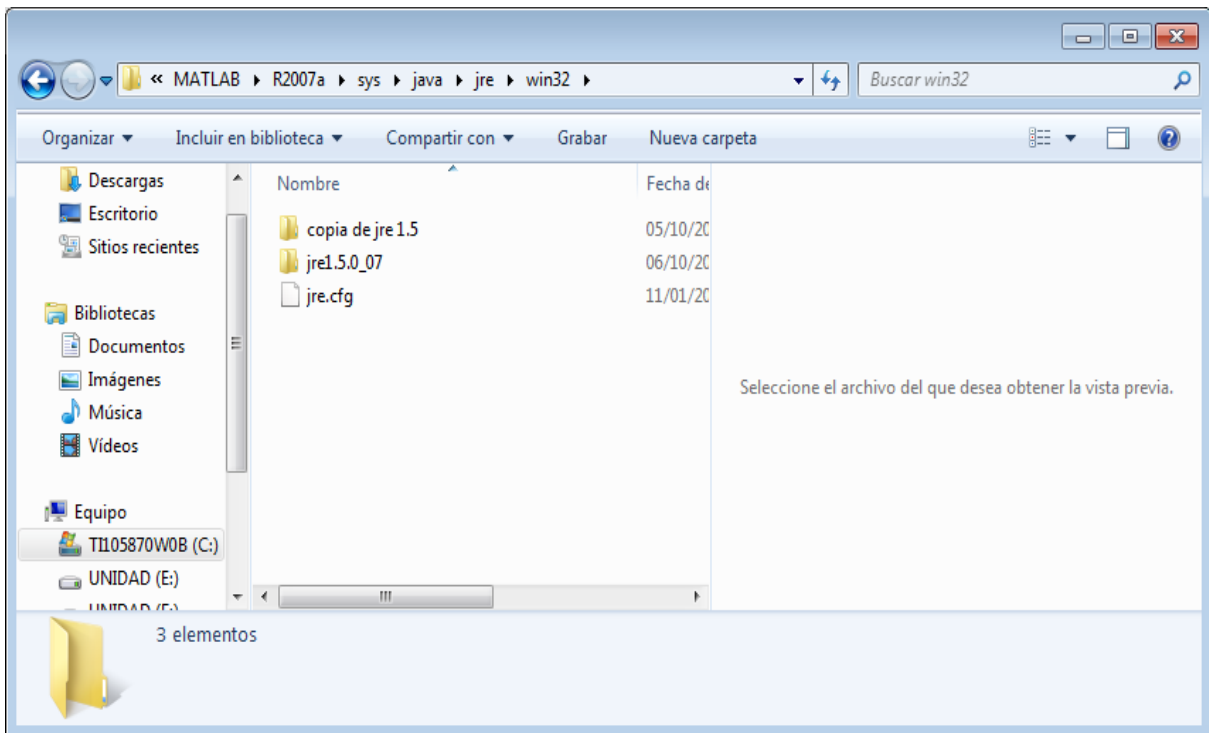 « MATLAB ▸ R2007a ▸ sys ▸ java ▸ jre ▸ win32 ▸
Buscar win32
Organizar ▾ Incluir en biblioteca ▾ Compartir con ▾ Grabar Nueva carpeta
Descargas
Escritorio
Sitios recientes
Bibliotecas
Documentos
Imágenes
Música
Vídeos
Equipo
TI105870W0B (C:)
UNIDAD (E:)
Nombre Fecha de
copia de jre 1.5 05/10/20
jre1.5.0_07 06/10/20
jre.cfg 11/01/20
Seleccione el archivo del que desea obtener la vista previa.
3 elementos